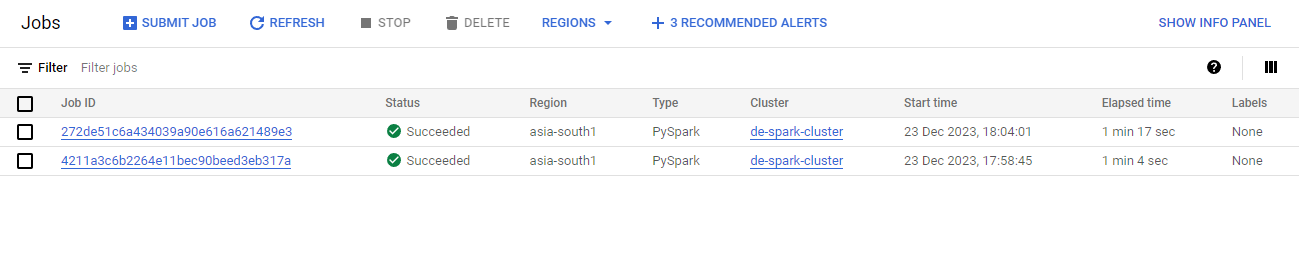 Jobs SUBMIT JOB REFRESH STOP DELETE REGIONS 3 RECOMMENDED ALERTS SHOW INFO PANEL
Filter Filter jobs
Job ID Status Region Type Cluster Start time Elapsed time Labels
272de51c6a434039a90e616a621489e3 Succeeded asia-south1 PySpark de-spark-cluster 23 Dec 2023, 18:04:01 1 min 17 sec None
4211a3c6b2264e11bec90beed3eb317a Succeeded asia-south1 PySpark de-spark-cluster 23 Dec 2023, 17:58:45 1 min 4 sec None